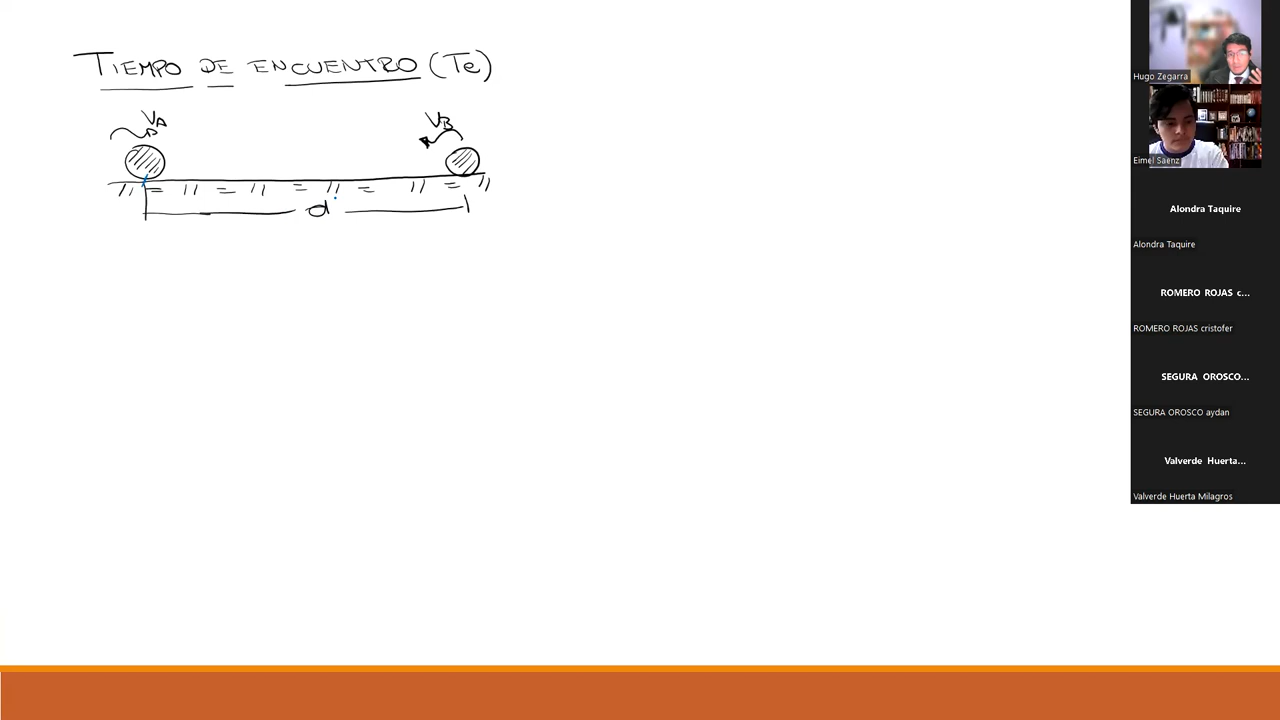 TIEMPO DE ENCUENTRO (Te)
VA
VB
d
Hugo Zegarra
Eimel Saenz
Alondra Taquire
Alondra Taquire
ROMERO ROJAS c...
ROMERO ROJAS cristofer
SEGURA OROSCO...
SEGURA OROSCO aydan
Valverde Huerta...
Valverde Huerta Milagros